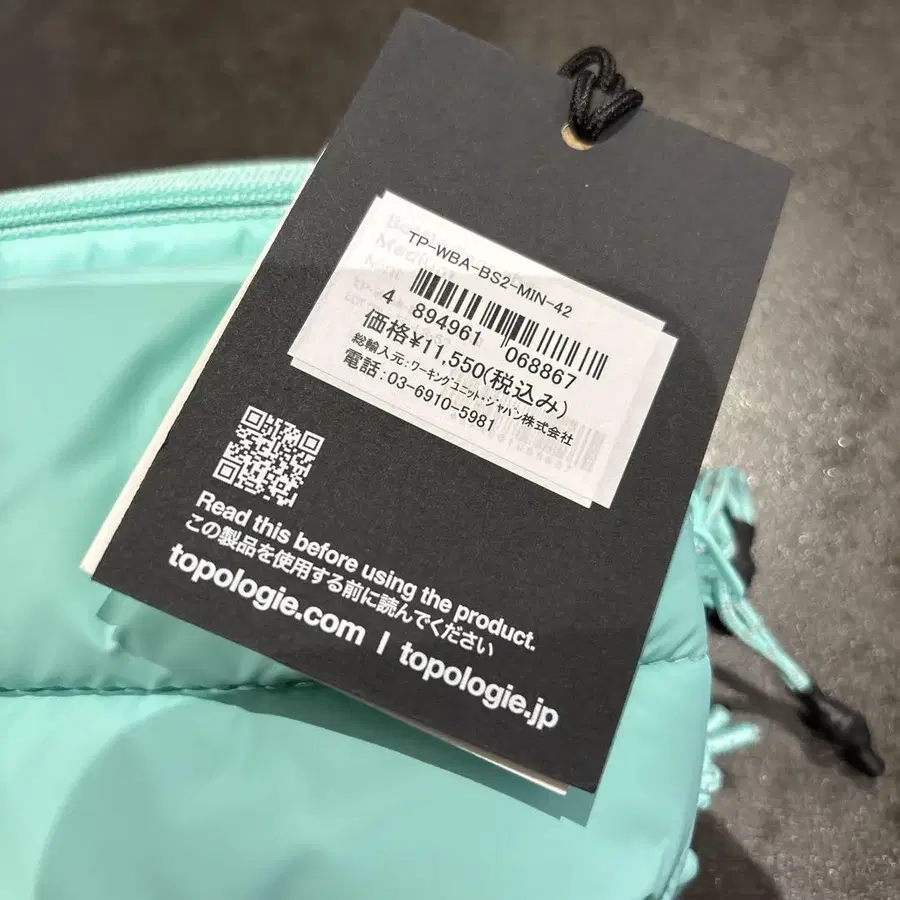 TP-WBA-BS2-MIN-42
4 894961 068867
価格¥11,550(税込み)
総輸入元:ワーキングユニット・ジャパン株式会社
電話:03-6910-5981
Read this before using the product.
この製品を使用する前に読んでください
topologie.com | topologie.jp